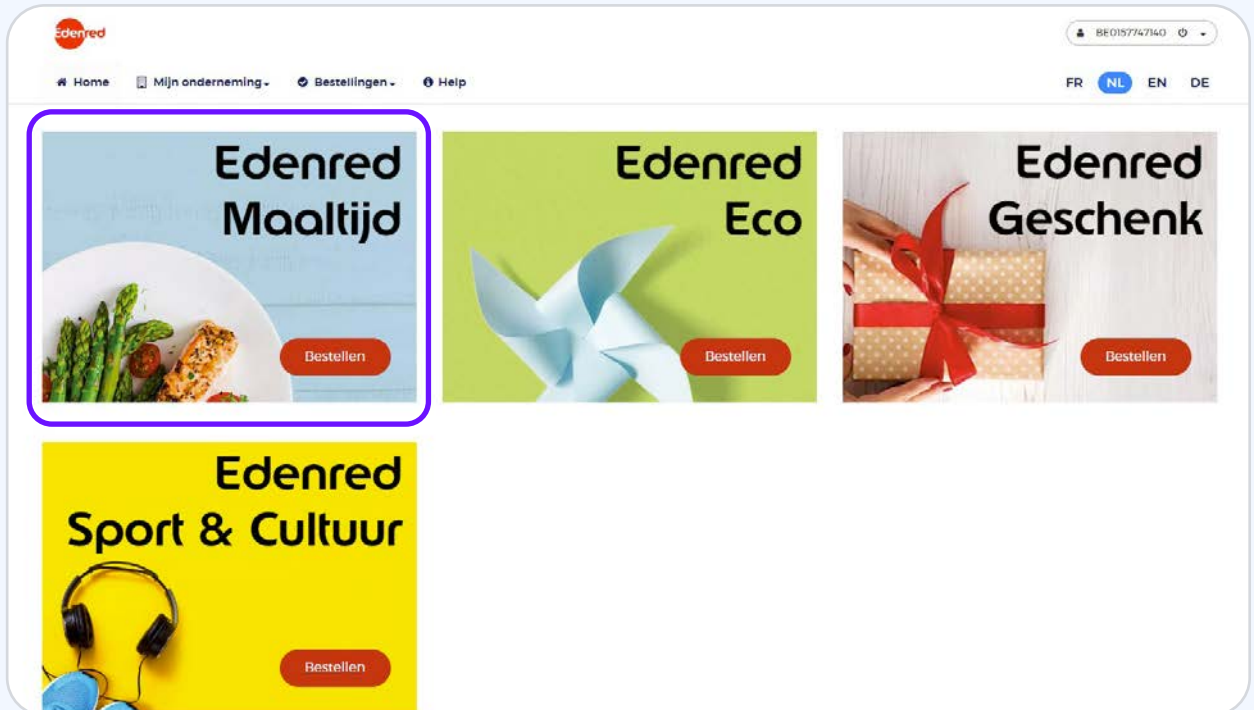 Edenred
BE0157747140
Home Mijn onderneming Bestellingen Help
FR NL EN DE
Edenred
Maaltijd
Bestellen
Edenred
Eco
Bestellen
Edenred
Geschenk
Bestellen
Edenred
Sport & Cultuur
Bestellen